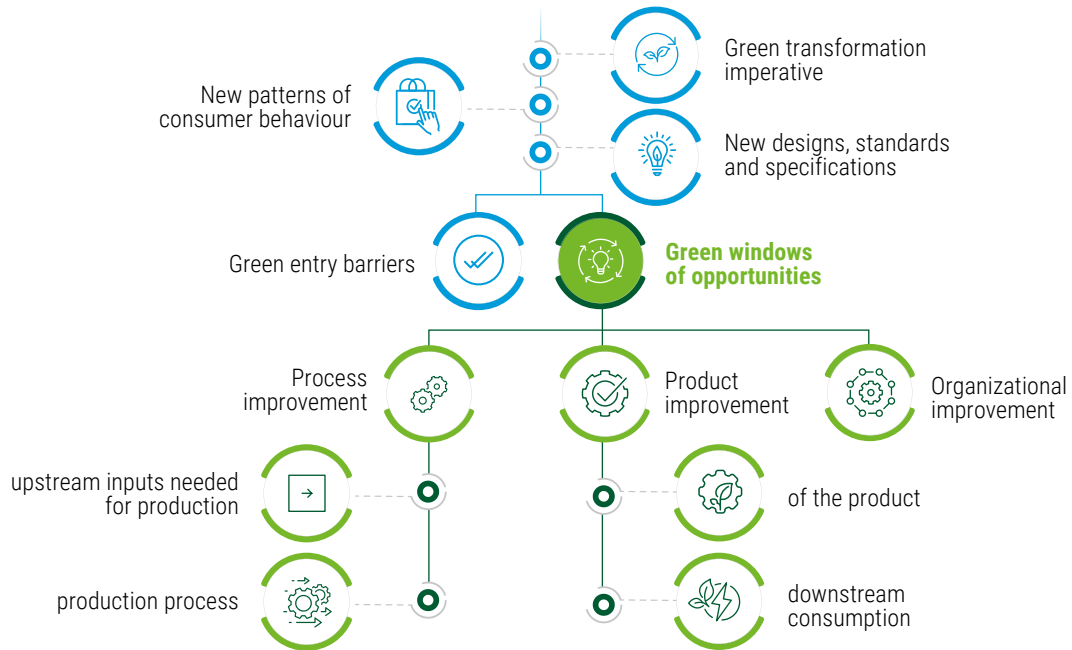 Green transformation
imperative
New patterns of
consumer behaviour
New designs, standards
and specifications
Green entry barriers
Green windows
of opportunities
Process
improvement
Product
improvement
Organizational
improvement
upstream inputs needed
for production
of the product
production process
downstream
consumption